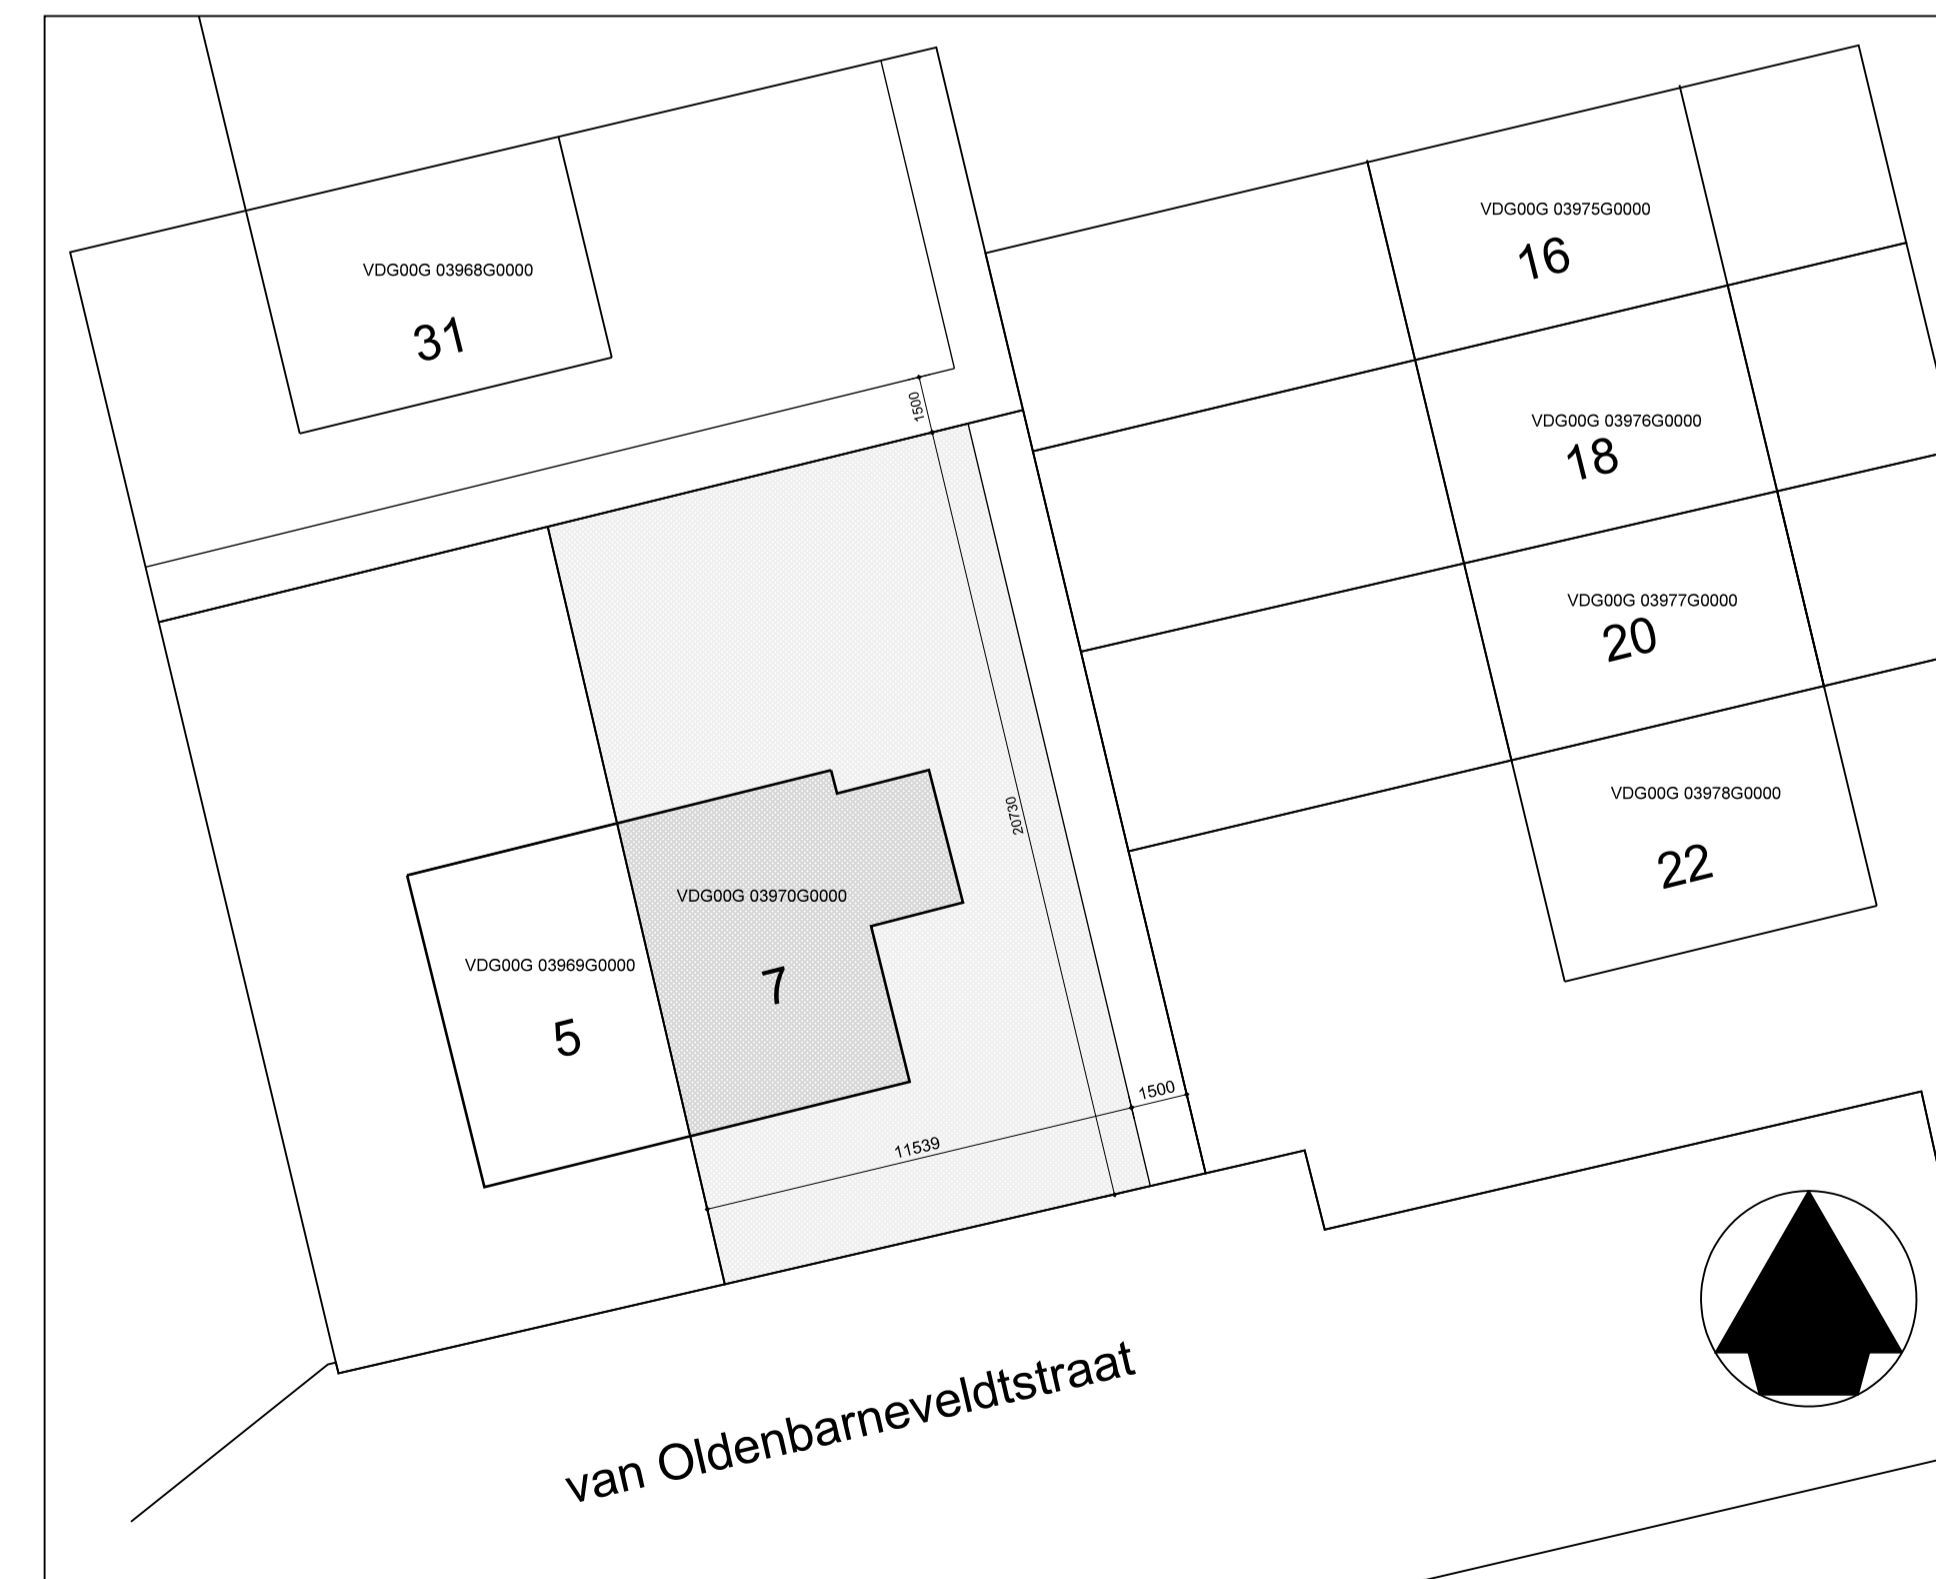 VDG00G 03975G0000
16
VDG00G 03968G0000
31
1500
VDG00G 03976G0000
18
VDG00G 03977G0000
20
VDG00G 03978G0000
22
20730
VDG00G 03970G0000
7
VDG00G 03969G0000
5
1500
11539
van Oldenbarneveldtstraat